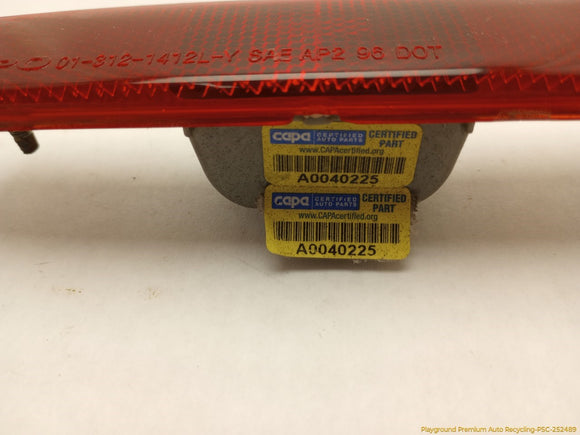 01-312-1412L-Y SAE AP2 96 DOT
capa CERTIFIED AUTO PARTS CERTIFIED PART
www.CAPAcertified.org
A0040225
capa CERTIFIED AUTO PARTS CERTIFIED PART
www.CAPAcertified.org
A0040225
Playground Premium Auto Recycling-PSC-252489